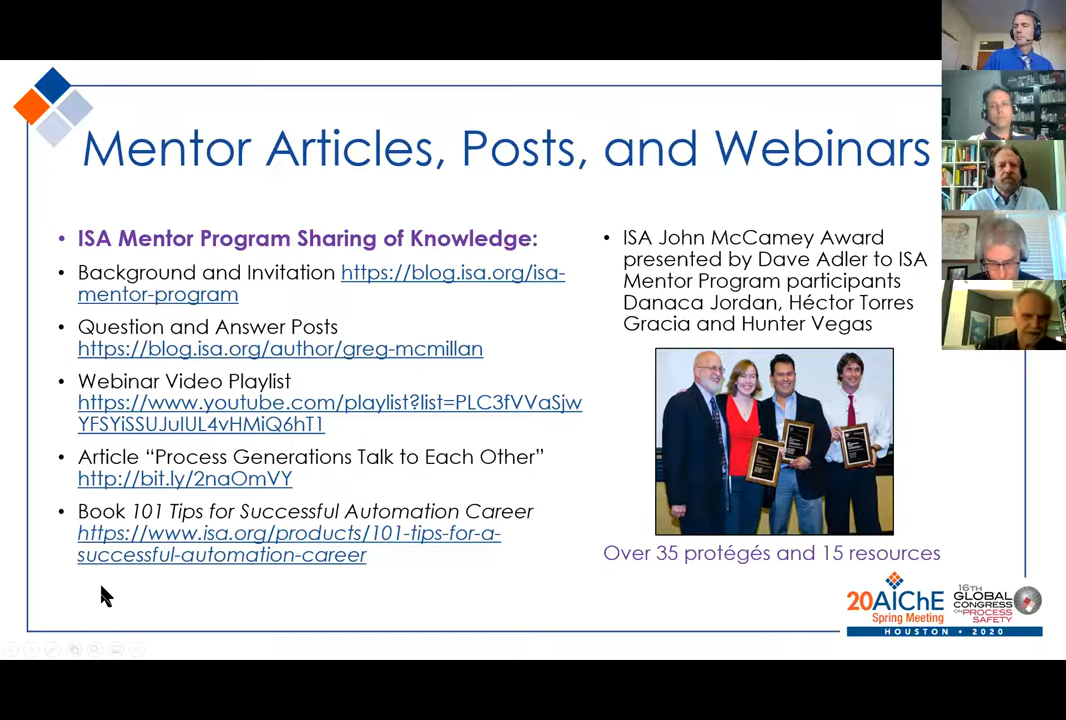 Mentor Articles, Posts, and Webinars
• ISA Mentor Program Sharing of Knowledge:
• Background and Invitation https://blog.isa.org/isa-
mentor-program
• Question and Answer Posts
https://blog.isa.org/author/greg-mcmillan
• Webinar Video Playlist
https://www.youtube.com/playlist?list=PLC3fVVaSjw
YFSYiSSUJuIUL4vHMiQ6hT1
• Article “Process Generations Talk to Each Other”
http://bit.ly/2naOmVY
• Book 101 Tips for Successful Automation Career
https://www.isa.org/products/101-tips-for-a-
successful-automation-career
• ISA John McCamey Award
presented by Dave Adler to ISA
Mentor Program participants
Danaca Jordan, Héctor Torres
Gracia and Hunter Vegas
Over 35 protégés and 15 resources
20AIChE
Spring Meeting
16TH
GLOBAL
CONGRESS
ON PROCESS
SAFETY
HOUSTON • 2020